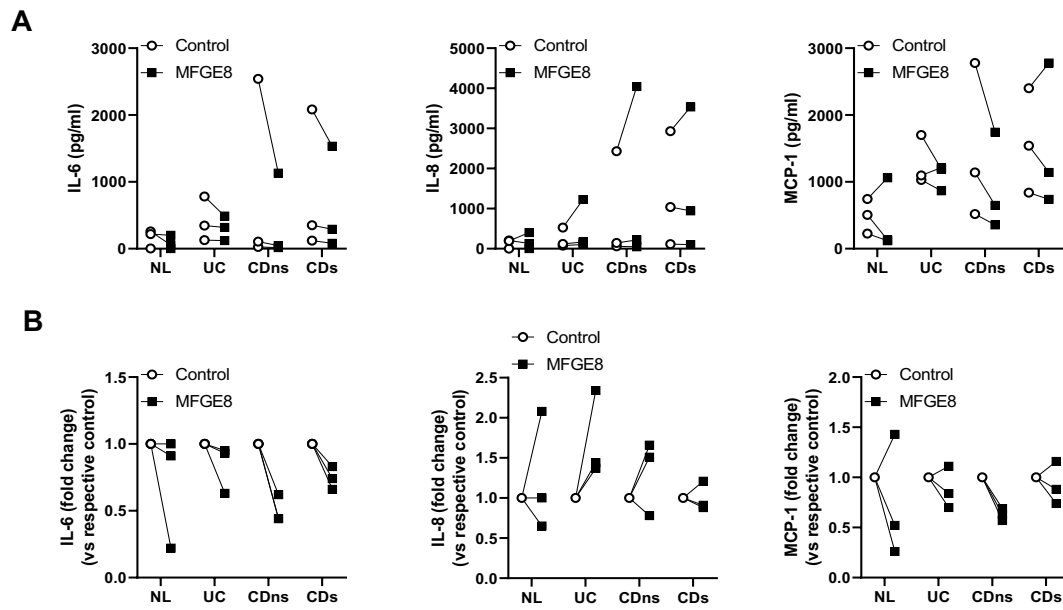 A
IL-6 (pg/ml)
3000
2000
1000
0
Control
MFGE8
NL UC CDns CDs
IL-8 (pg/ml)
5000
4000
3000
2000
1000
0
Control
MFGE8
NL UC CDns CDs
MCP-1 (pg/ml)
3000
2000
1000
0
Control
MFGE8
NL UC CDns CDs
B
IL-6 (fold change)
(vs respective control)
1.5
1.0
0.5
0.0
Control
MFGE8
NL UC CDns CDs
IL-8 (fold change)
(vs respective control)
2.5
2.0
1.5
1.0
0.5
0.0
Control
MFGE8
NL UC CDns CDs
MCP-1 (fold change)
(vs respective control)
2.0
1.5
1.0
0.5
0.0
Control
MFGE8
NL UC CDns CDs